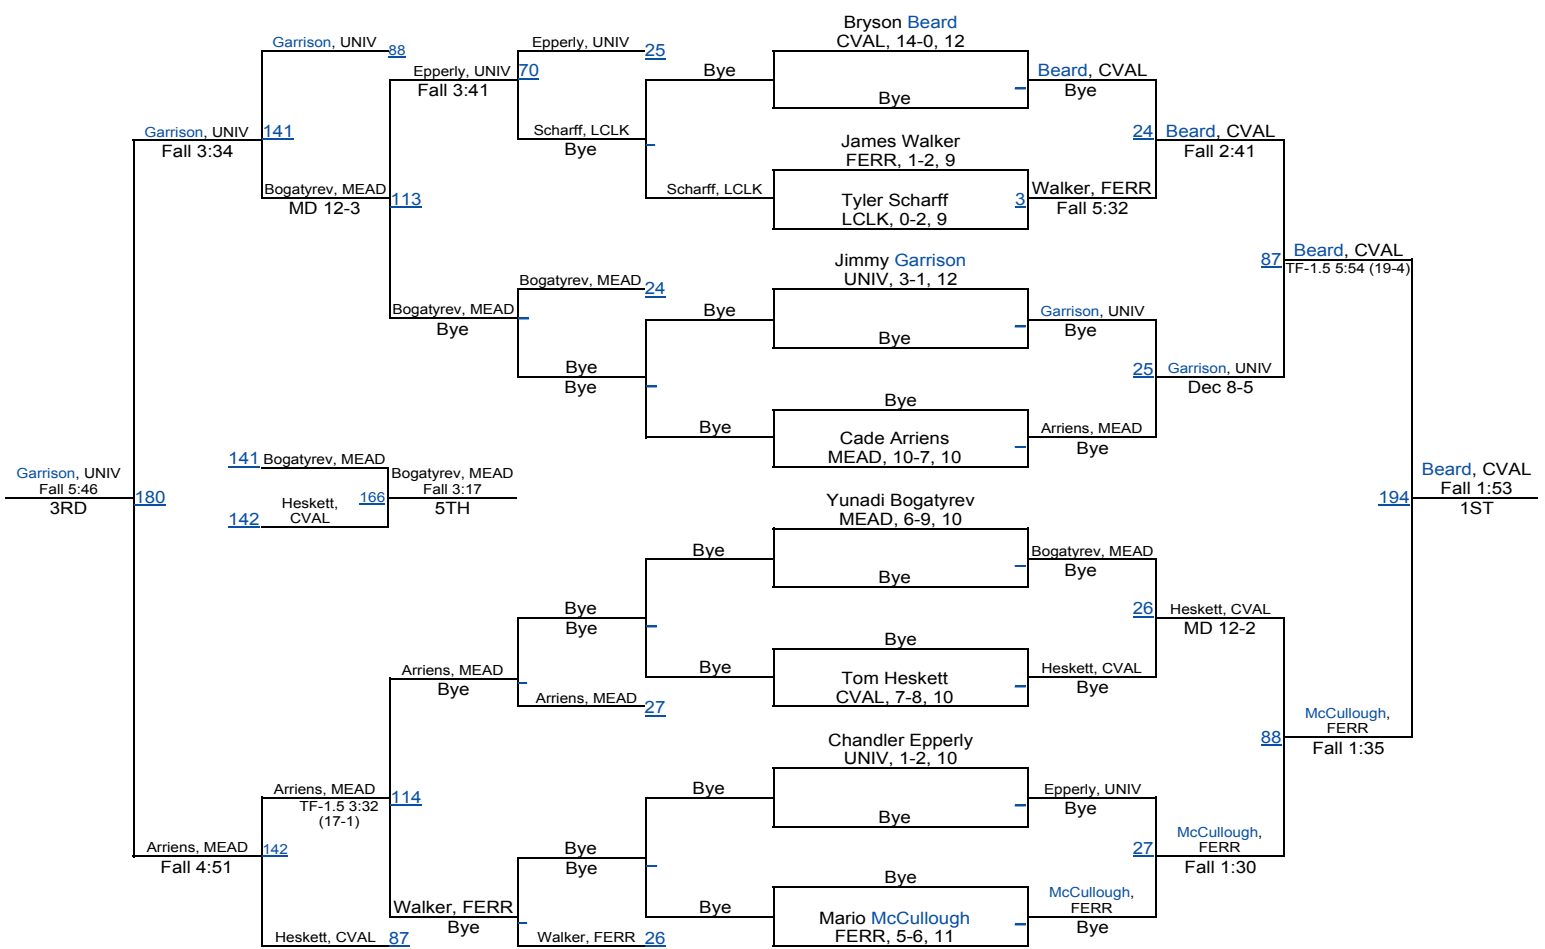 Bryson Beard
CVAL, 14-0, 12
Garrison, UNIV
88
Epperly, UNIV
25
Epperly, UNIV
70
Fall 3:41
Bye
Bye
Beard, CVAL
Bye
Garrison, UNIV
141
Fall 3:34
Scharff, LCLK
Bye
James Walker
FERR, 1-2, 9
24
Beard, CVAL
Fall 2:41
Bogatyrev, MEAD
MD 12-3
113
Scharff, LCLK
Tyler Scharff
LCLK, 0-2, 9
3
Walker, FERR
Fall 5:32
Jimmy Garrison
UNIV, 3-1, 12
87
Beard, CVAL
TF-1.5 5:54 (19-4)
Bogatyrev, MEAD
24
Bogatyrev, MEAD
Bye
Bye
Bye
Garrison, UNIV
Bye
Bye
Bye
25
Garrison, UNIV
Dec 8-5
Bye
Bye
Cade Arriens
MEAD, 10-7, 10
Arriens, MEAD
Bye
Garrison, UNIV
Fall 5:46
3RD
180
141
Bogatyrev, MEAD
Heskett,
CVAL
142
166
Bogatyrev, MEAD
Fall 3:17
5TH
194
Beard, CVAL
Fall 1:53
1ST
Yunadi Bogatyrev
MEAD, 6-9, 10
Bye
Bye
Bogatyrev, MEAD
Bye
Bye
Bye
26
Heskett, CVAL
MD 12-2
Bye
Bye
Tom Heskett
CVAL, 7-8, 10
Heskett, CVAL
Bye
Arriens, MEAD
Bye
Arriens, MEAD
27
88
McCullough,
FERR
Fall 1:35
Chandler Epperly
UNIV, 1-2, 10
Arriens, MEAD
TF-1.5 3:32
(17-1)
114
Bye
Bye
Epperly, UNIV
Bye
Arriens, MEAD
142
Fall 4:51
Bye
Bye
27
McCullough,
FERR
Fall 1:30
Bye
Walker, FERR
Bye
Bye
Mario McCullough
FERR, 5-6, 11
McCullough,
FERR
Bye
Heskett, CVAL
87
Walker, FERR
26